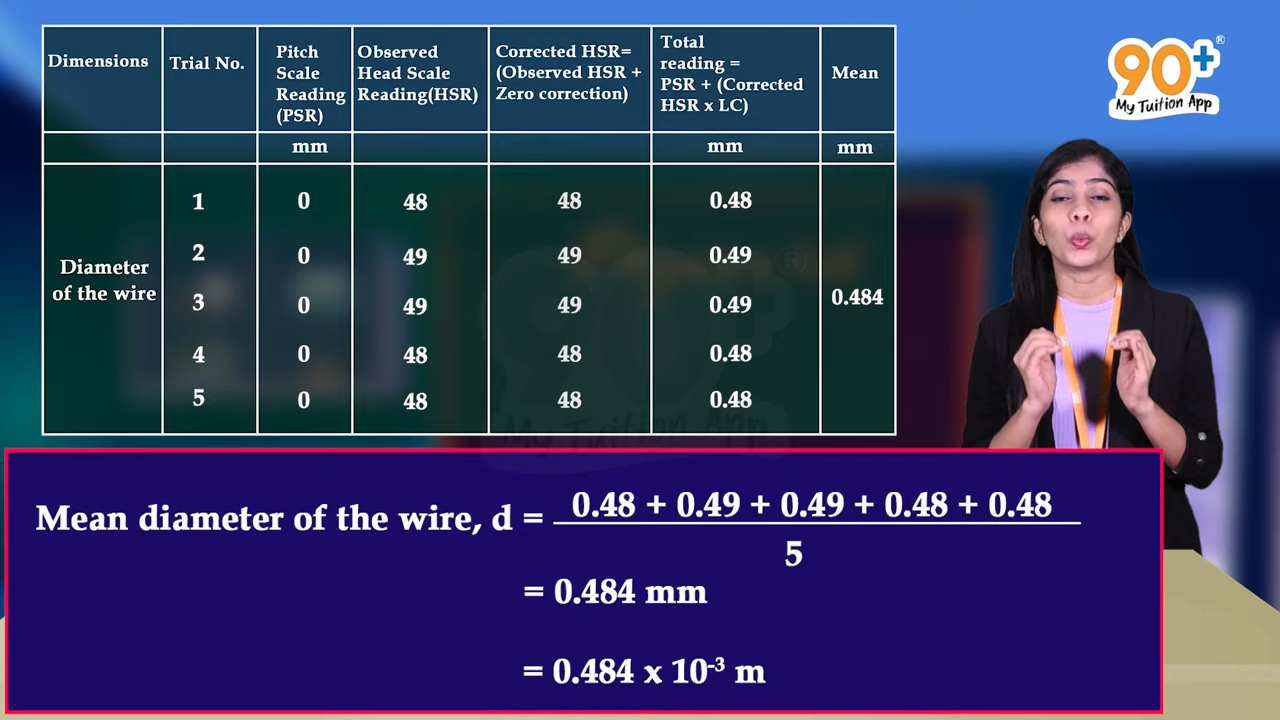 Dimensions
Trial No.
Pitch
Scale
Reading
(PSR)
Observed
Head Scale
Reading(HSR)
Corrected HSR=
(Observed HSR +
Zero correction)
Total
reading =
PSR + (Corrected
HSR x LC)
Mean
mm
mm
mm
Diameter
of the wire
1 0 48 48 0.48
2 0 49 49 0.49
3 0 49 49 0.49
4 0 48 48 0.48
5 0 48 48 0.48
0.484
90+®
My Tuition App
My Tuition App
Mean diameter of the wire, d = 0.48 + 0.49 + 0.49 + 0.48 + 0.48
5
= 0.484 mm
= 0.484 x 10⁻³ m